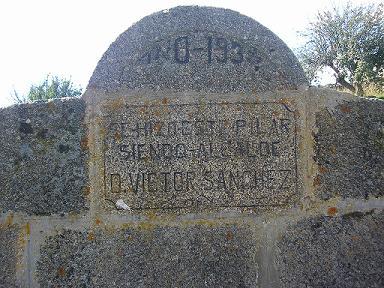 AÑO-193
SE HIZO ESTE PILAR
SIENDO-ALCALDE
D. VICTOR SANCHEZ